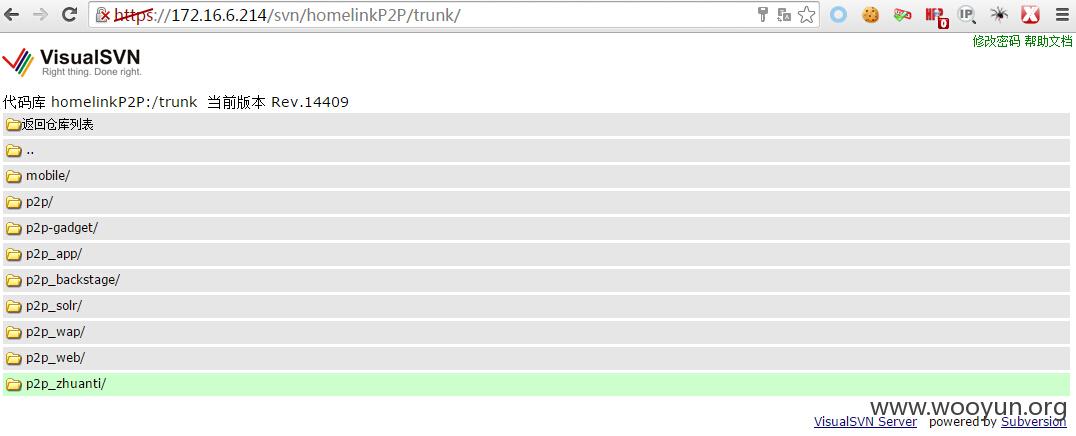 https://172.16.6.214/svn/homelinkP2P/trunk/
HF
0
IP
X
修改密码 帮助文档
VisualSVN
Right thing. Done right.
代码库 homelinkP2P:/trunk 当前版本 Rev.14409
返回仓库列表
..
mobile/
p2p/
p2p-gadget/
p2p_app/
p2p_backstage/
p2p_solr/
p2p_wap/
p2p_web/
p2p_zhuanti/
www.wooyun.org
VisualSVN Server powered by Subversion